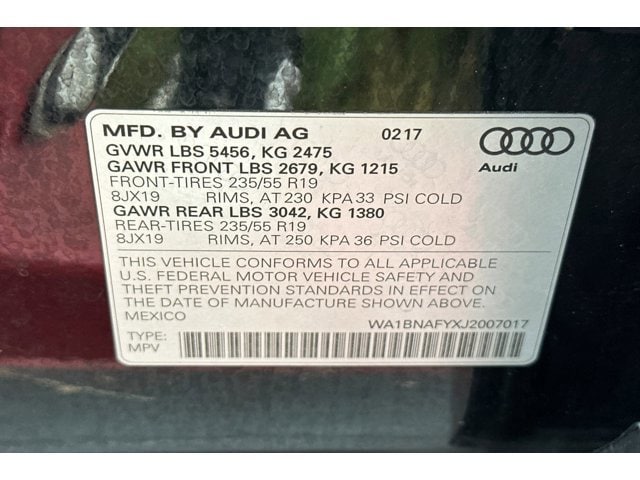 MFD. BY AUDI AG 0217
GVWR LBS 5456, KG 2475
GAWR FRONT LBS 2679, KG 1215 Audi
FRONT-TIRES 235/55 R19
8JX19 RIMS, AT 230 KPA 33 PSI COLD
GAWR REAR LBS 3042, KG 1380
REAR-TIRES 235/55 R19
8JX19 RIMS, AT 250 KPA 36 PSI COLD
THIS VEHICLE CONFORMS TO ALL APPLICABLE
U.S. FEDERAL MOTOR VEHICLE SAFETY AND
THEFT PREVENTION STANDARDS IN EFFECT ON
THE DATE OF MANUFACTURE SHOWN ABOVE.
MEXICO WA1BNAFYXJ2007017
TYPE:
MPV